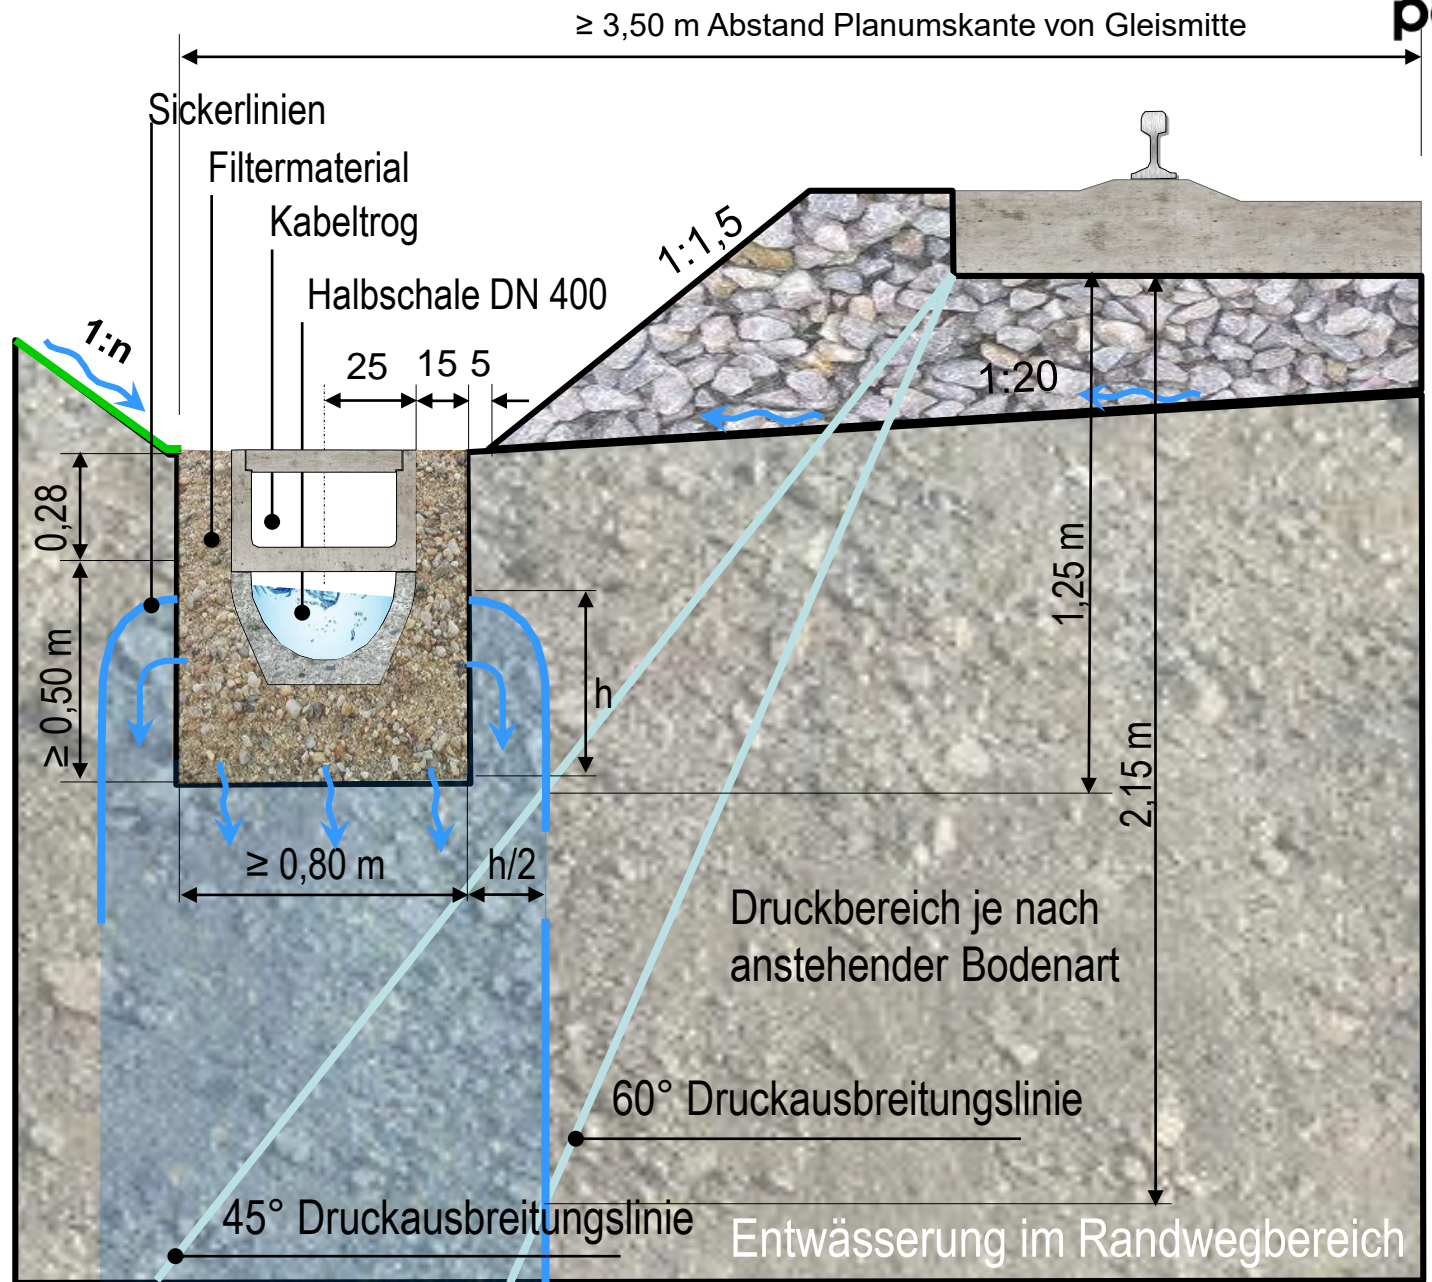 ≥ 3,50 m Abstand Planumskante von Gleismitte
Sickerlinien
Filtermaterial
Kabeltrog
Halbschale DN 400
1:1,5
1:n
25
15
5
1:20
0,28
≥ 0,50 m
1,25 m
2,15 m
h
≥ 0,80 m
h/2
Druckbereich je nach
anstehender Bodenart
60° Druckausbreitungslinie
45° Druckausbreitungslinie
Entwässerung im Randwegbereich